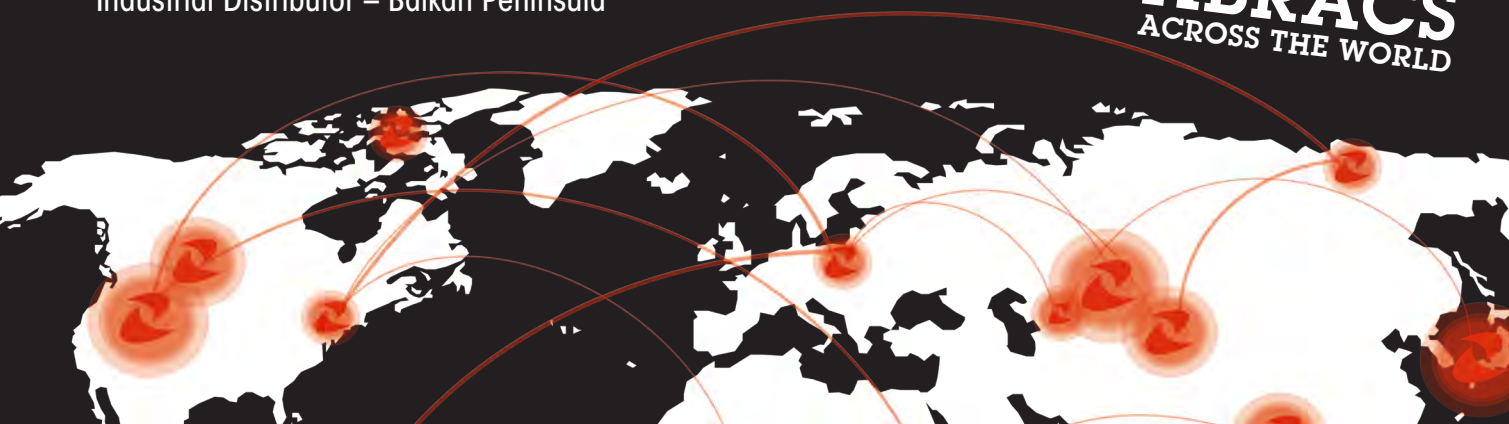 Industrial Distributor – Balkan Peninsula
ACROSS THE WORLD